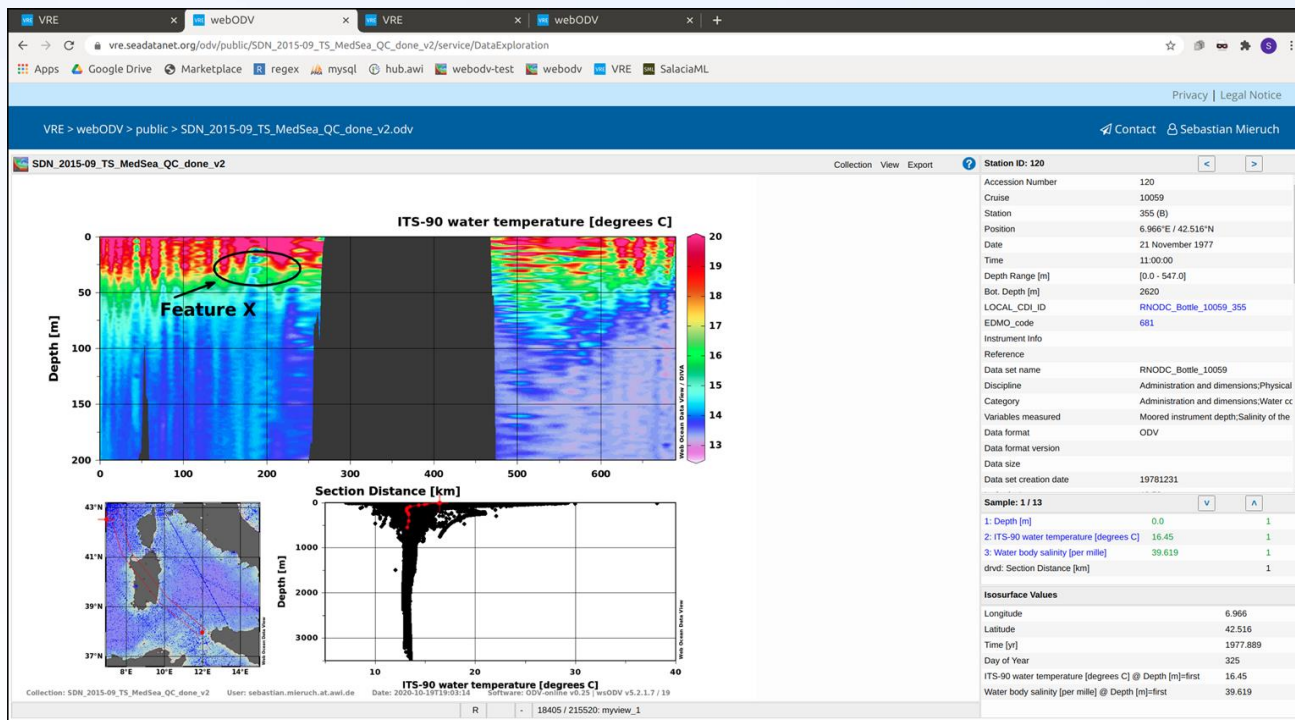 VRE
webODV
VRE
webODV
vre.seadatanet.org/odv/public/SDN_2015-09_TS_MedSea_QC_done_v2/service/DataExploration
S
Apps Google Drive Marketplace R regex mysql hub.awi webodv-test webodv VRE SalaciaML
Privacy | Legal Notice
VRE > webODV > public > SDN_2015-09_TS_MedSea_QC_done_v2.odv
Contact Sebastian Mieruch
SDN_2015-09_TS_MedSea_QC_done_v2
Collection View Export ?
ITS-90 water temperature [degrees C]
Depth [m]
0
50
100
150
200
0 100 200 300 400 500 600
Section Distance [km]
Feature X
20
19
18
17
16
15
14
13
Web Ocean Data View / DIVA
43°N
41°N
39°N
37°N
8°E 10°E 12°E 14°E
Web Ocean Data View
Depth [m]
0
1000
2000
3000
10 20 30 40
ITS-90 water temperature [degrees C]
Web Ocean Data View
Collection: SDN_2015-09_TS_MedSea_QC_done_v2 User: sebastian.mieruch.at.awi.de Date: 2020-10-19T19:03:14 Software: ODV-online v0.25 | wsODV v5.2.1.7 / 19
R - 18405 / 215520: myview_1
Station ID: 120 < >
Accession Number 120
Cruise 10059
Station 355 (B)
Position 6.966°E / 42.516°N
Date 21 November 1977
Time 11:00:00
Depth Range [m] [0.0 - 547.0]
Bot. Depth [m] 2620
LOCAL_CDI_ID RNODC_Bottle_10059_355
EDMO_code 681
Instrument Info
Reference
Data set name RNODC_Bottle_10059
Discipline Administration and dimensions;Physical
Category Administration and dimensions;Water cc
Variables measured Moored instrument depth;Salinity of the
Data format ODV
Data format version
Data size
Data set creation date 19781231
Sample: 1 / 13 v ʌ
1: Depth [m] 0.0 1
2: ITS-90 water temperature [degrees C] 16.45 1
3: Water body salinity [per mille] 39.619 1
drvd: Section Distance [km] 1
Isosurface Values
Longitude 6.966
Latitude 42.516
Time [yr] 1977.889
Day of Year 325
ITS-90 water temperature [degrees C] @ Depth [m]=first 16.45
Water body salinity [per mille] @ Depth [m]=first 39.619